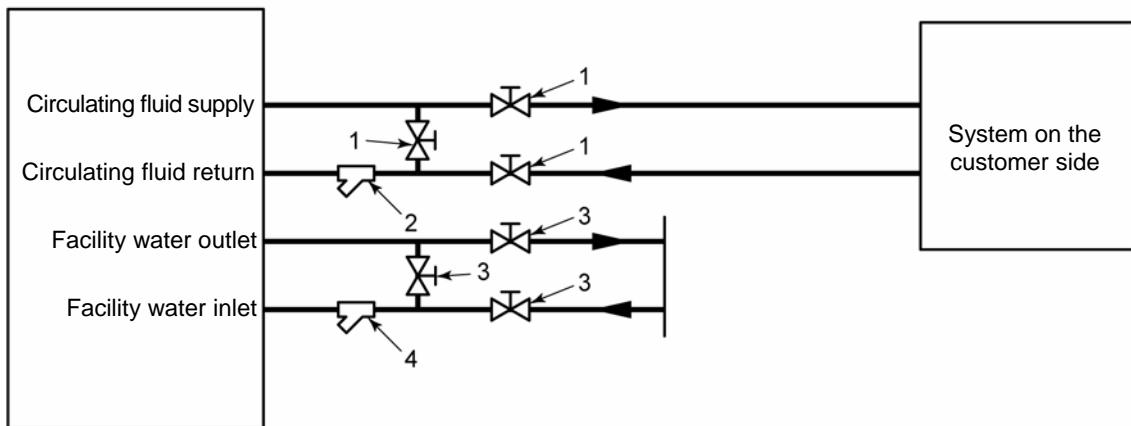 Circulating fluid supply
1
1
System on the
customer side
Circulating fluid return
1
2
Facility water outlet
3
3
Facility water inlet
3
4